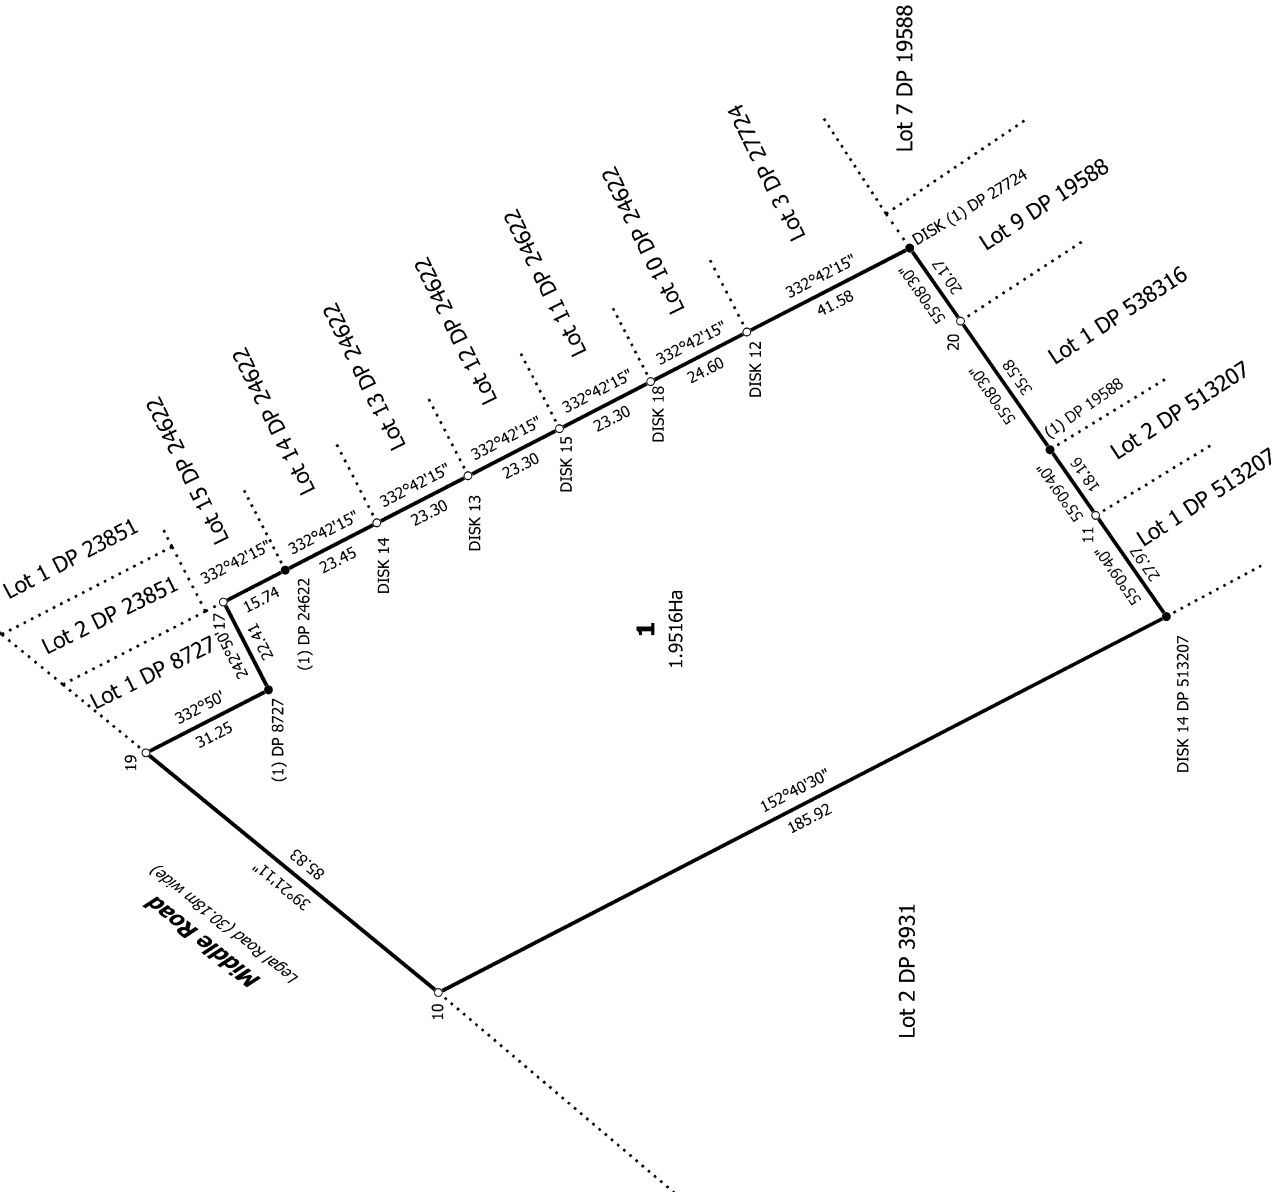 Lot 7 DP 19588
Lot 3 DP 27724
Lot 10 DP 24622
Lot 11 DP 24622
Lot 12 DP 24622
Lot 13 DP 24622
Lot 14 DP 24622
Lot 15 DP 24622
Lot 1 DP 23851
Lot 2 DP 23851
Lot 1 DP 8727
DISK (1) DP 27724
Lot 9 DP 19588
Lot 1 DP 538316
Lot 2 DP 513207
Lot 1 DP 513207
332°42'15"
41.58
DISK 12
332°42'15"
24.60
DISK 18
332°42'15"
23.30
DISK 15
332°42'15"
23.30
DISK 13
332°42'15"
23.30
DISK 14
332°42'15"
23.45
(1) DP 24622
332°42'15"
15.74
17
242°50'
22.41
(1) DP 8727
332°50'
31.25
19
55°08'30"
20.17
20
55°08'30"
35.58
(1) DP 19588
55°09'40"
18.16
11
55°09'40"
27.97
DISK 14 DP 513207
1
1.9516Ha
152°40'30"
185.92
85.83
39°21'11"
Legal Road (30.18m wide)
Middle Road
10
Lot 2 DP 3931